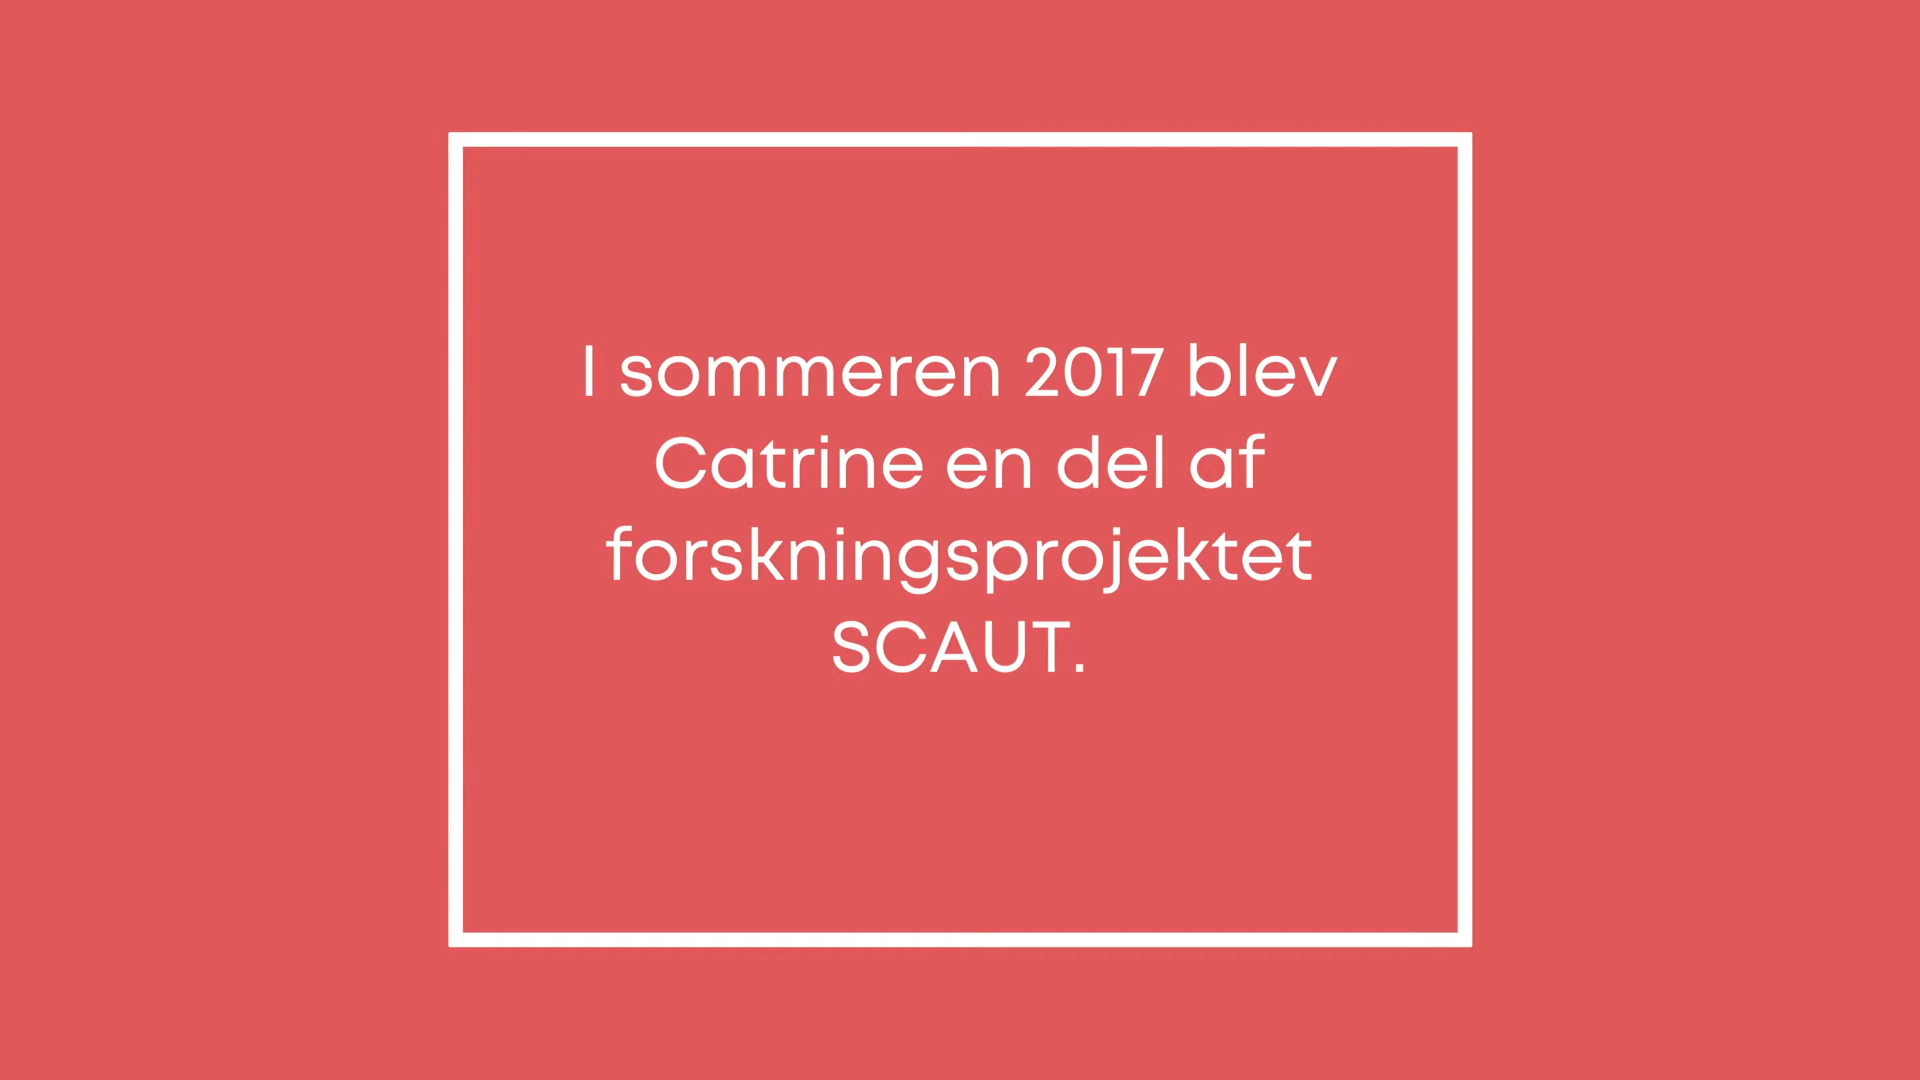 I sommeren 2017 blev
Catrine en del af
forskningsprojektet
SCAUT.